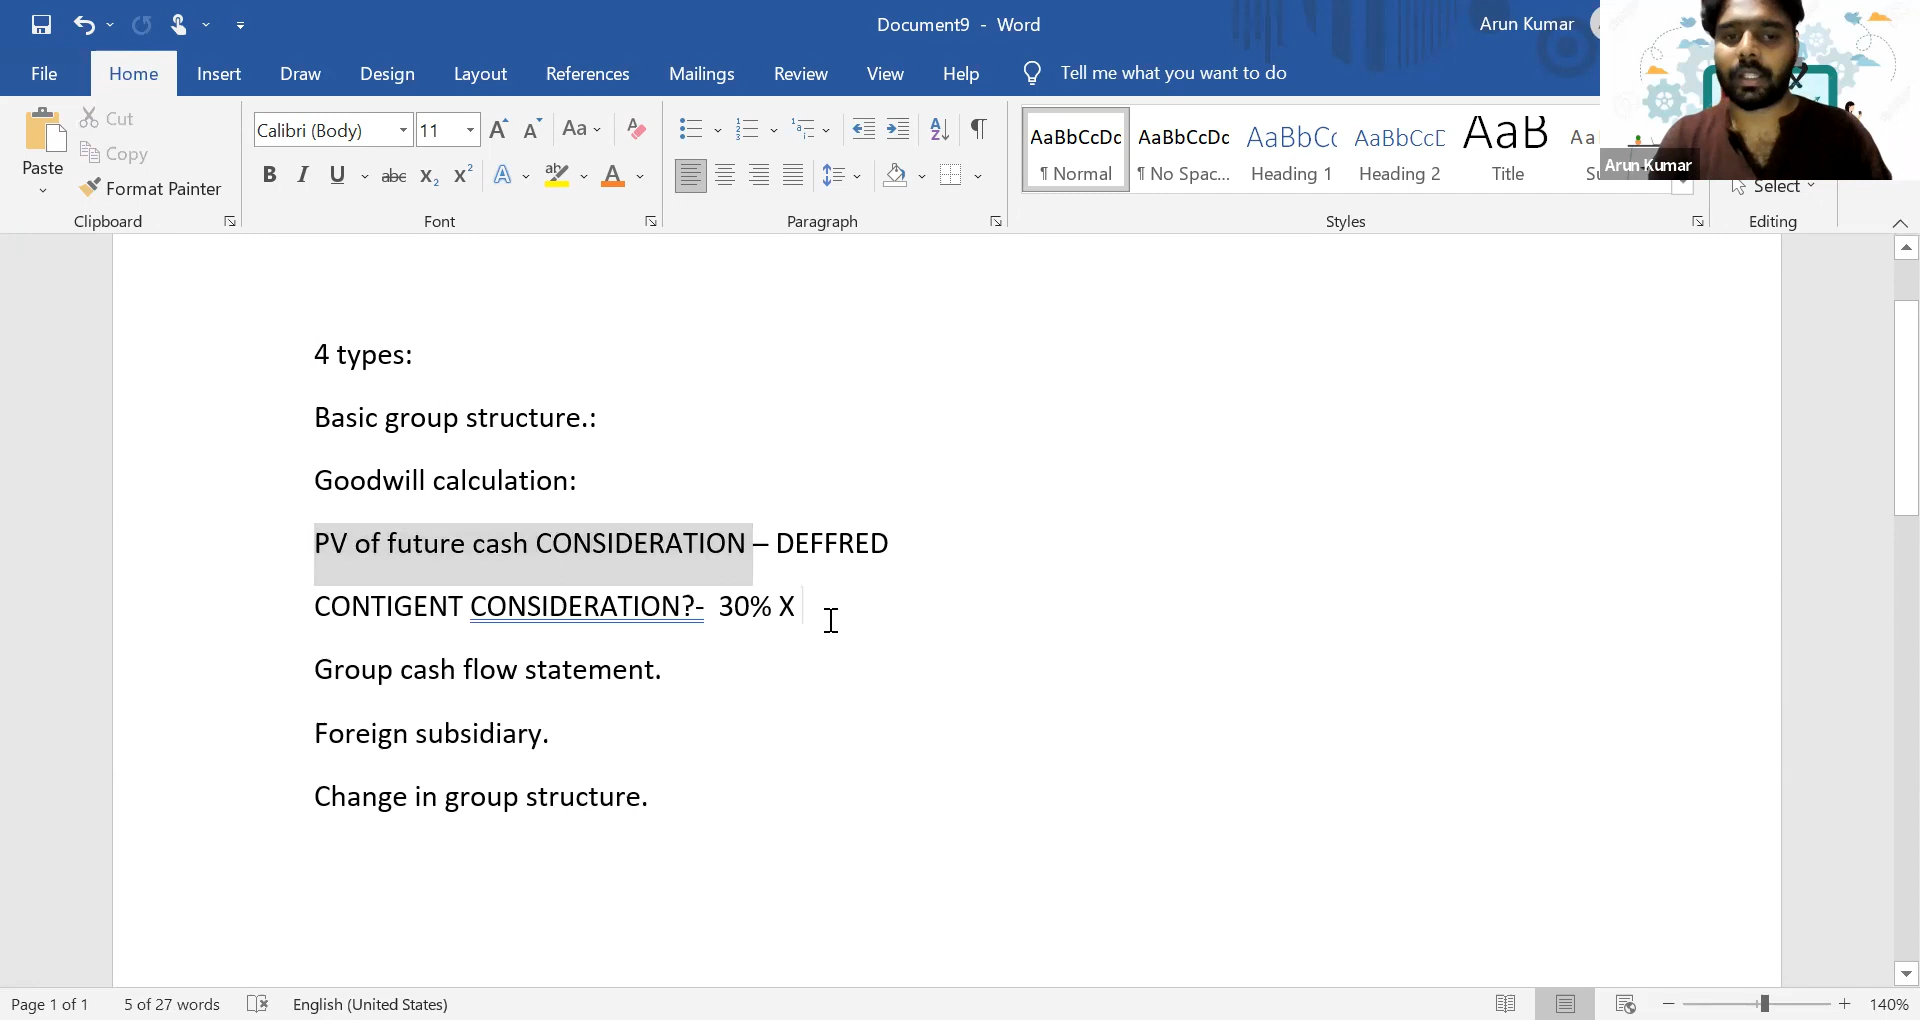 Document9 - Word
Arun Kumar
File Home Insert Draw Design Layout References Mailings Review View Help Tell me what you want to do
Paste
Cut
Copy
Format Painter
Clipboard
Calibri (Body) 11
Font
Paragraph
AaBbCcDc AaBbCcDc AaBbCc AaBbCcD AaB Aa
¶ Normal ¶ No Spac... Heading 1 Heading 2 Title
Styles
Arun Kumar
Select
Editing
4 types:
Basic group structure.:
Goodwill calculation:
PV of future cash CONSIDERATION – DEFFRED
CONTIGENT CONSIDERATION?- 30% X
Group cash flow statement.
Foreign subsidiary.
Change in group structure.
Page 1 of 1 5 of 27 words English (United States) 140%